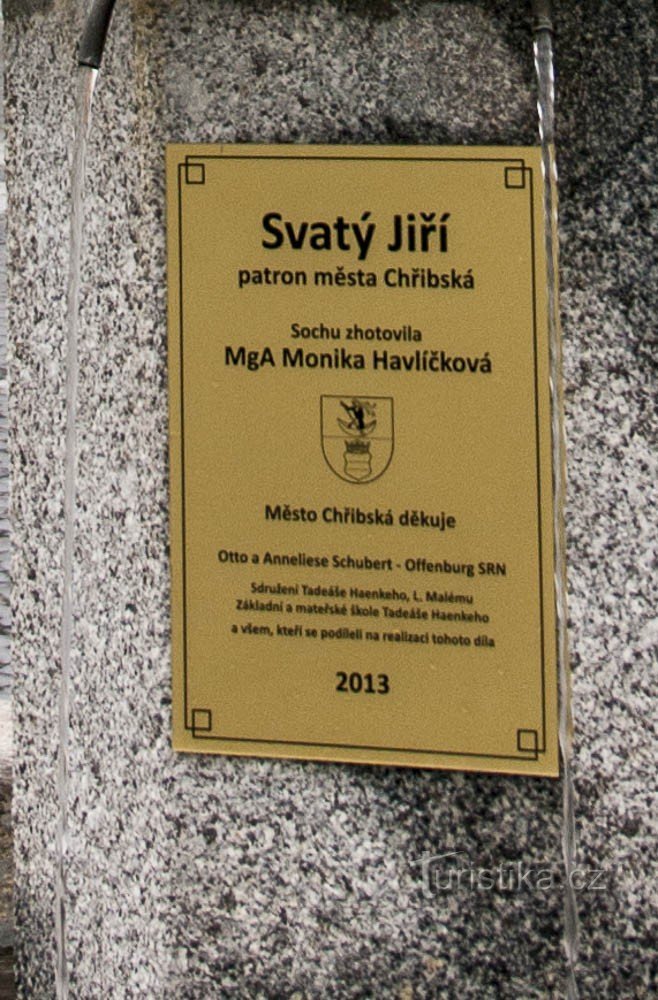 Svatý Jiří
patron města Chřibská
Sochu zhotovila
MgA Monika Havlíčková
Město Chřibská děkuje
Otto a Anneliese Schubert - Offenburg SRN
Sdružení Tadeáše Haenkeho, L. Malému
Základní a mateřské škole Tadeáše Haenkeho
a všem, kteří se podíleli na realizaci tohoto díla
2013
Turistika.cz